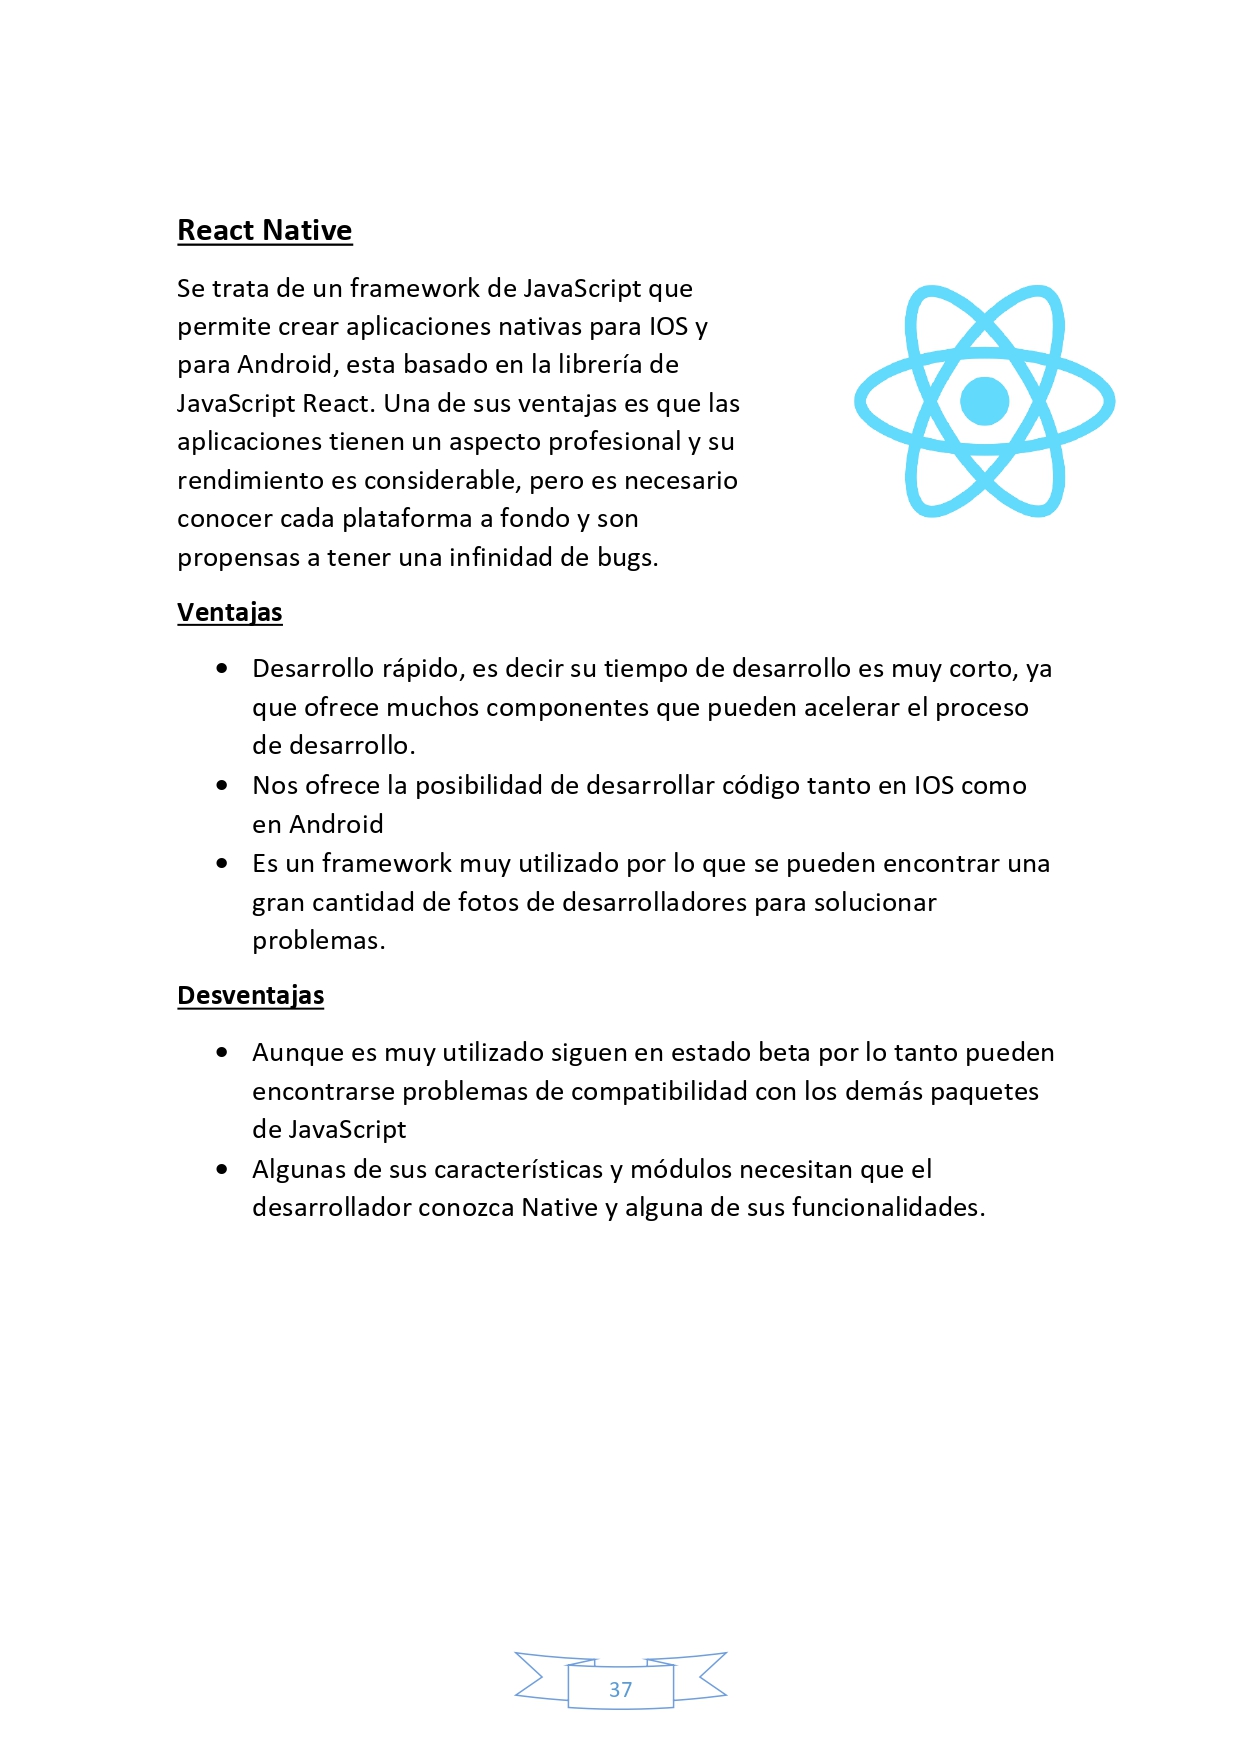 React Native
Se trata de un framework de JavaScript que
permite crear aplicaciones nativas para IOS y
para Android, esta basado en la librería de
JavaScript React. Una de sus ventajas es que las
aplicaciones tienen un aspecto profesional y su
rendimiento es considerable, pero es necesario
conocer cada plataforma a fondo y son
propensas a tener una infinidad de bugs.
Ventajas
• Desarrollo rápido, es decir su tiempo de desarrollo es muy corto, ya
que ofrece muchos componentes que pueden acelerar el proceso
de desarrollo.
• Nos ofrece la posibilidad de desarrollar código tanto en IOS como
en Android
• Es un framework muy utilizado por lo que se pueden encontrar una
gran cantidad de fotos de desarrolladores para solucionar
problemas.
Desventajas
• Aunque es muy utilizado siguen en estado beta por lo tanto pueden
encontrarse problemas de compatibilidad con los demás paquetes
de JavaScript
• Algunas de sus características y módulos necesitan que el
desarrollador conozca Native y alguna de sus funcionalidades.
37